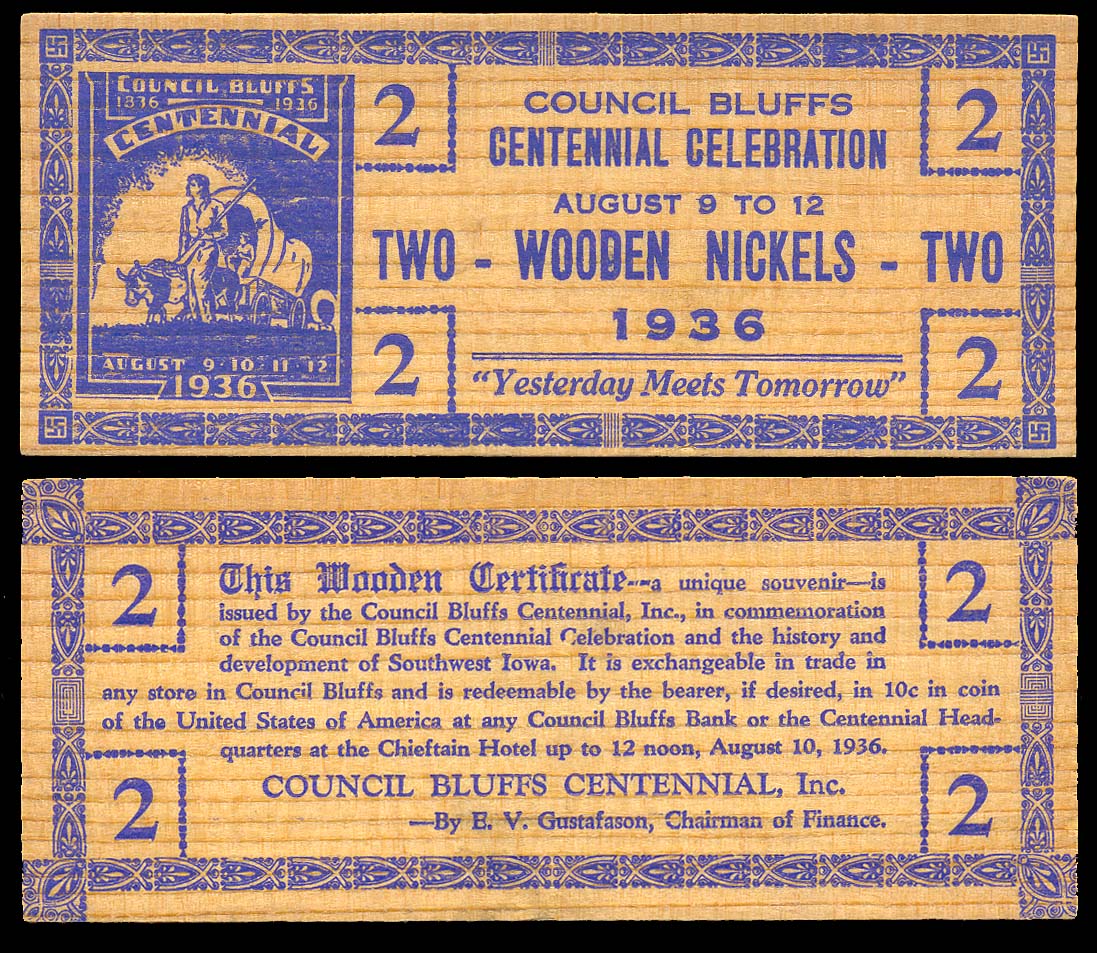 COUNCIL BLUFFS
1836 1936
CENTENNIAL
AUGUST 9·10·11·12
1936
2
2
COUNCIL BLUFFS
CENTENNIAL CELEBRATION
AUGUST 9 TO 12
TWO - WOODEN NICKELS - TWO
1936
"Yesterday Meets Tomorrow"
2
2
2
2
This Wooden Certificate--a unique souvenir—is
issued by the Council Bluffs Centennial, Inc., in commemoration
of the Council Bluffs Centennial Celebration and the history and
development of Southwest Iowa. It is exchangeable in trade in
any store in Council Bluffs and is redeemable by the bearer, if desired, in 10c in coin
of the United States of America at any Council Bluffs Bank or the Centennial Head-
quarters at the Chieftain Hotel up to 12 noon, August 10, 1936.
2
2
COUNCIL BLUFFS CENTENNIAL, Inc.
—By E. V. Gustafason, Chairman of Finance.